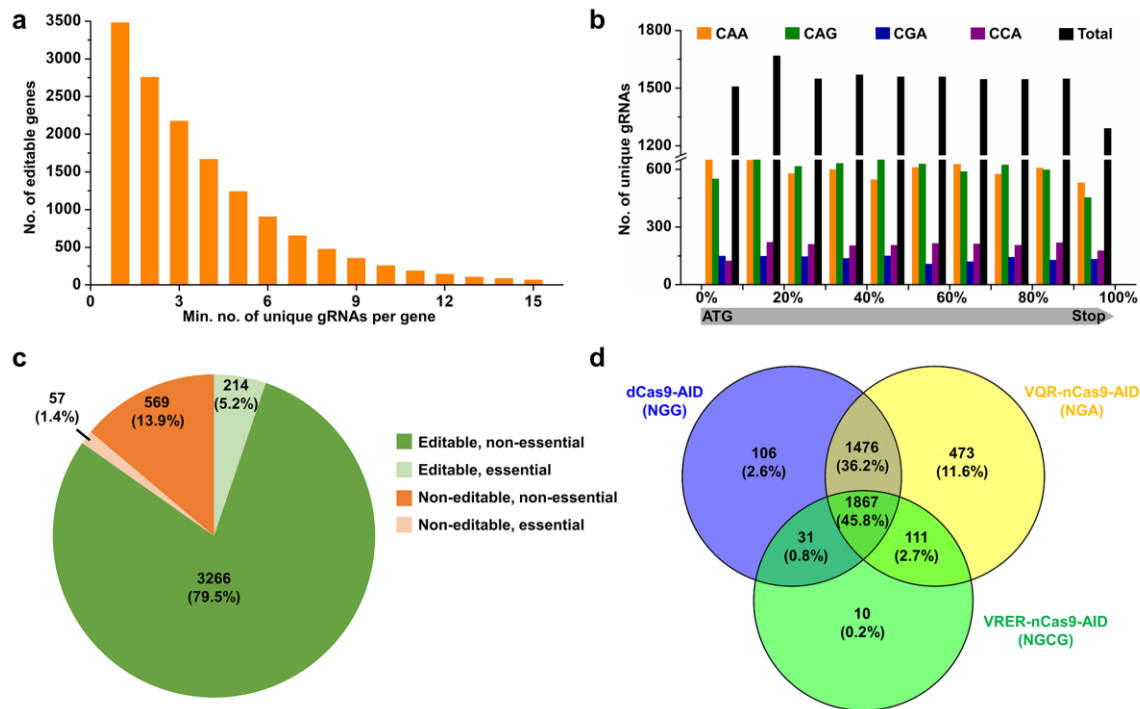 a
No. of editable genes
3500
3000
2500
2000
1500
1000
500
0
0
3
6
9
12
15
Min. no. of unique gRNAs per gene
b
CAA
CAG
CGA
CCA
Total
No. of unique gRNAs
1800
1500
1200
600
300
0
0%
20%
40%
60%
80%
100%
ATG
Stop
c
57
(1.4%)
569
(13.9%)
214
(5.2%)
3266
(79.5%)
Editable, non-essential
Editable, essential
Non-editable, non-essential
Non-editable, essential
d
dCas9-AID
(NGG)
VQR-nCas9-AID
(NGA)
106
(2.6%)
1476
(36.2%)
473
(11.6%)
1867
(45.8%)
31
(0.8%)
111
(2.7%)
10
(0.2%)
VRER-nCas9-AID
(NGCG)